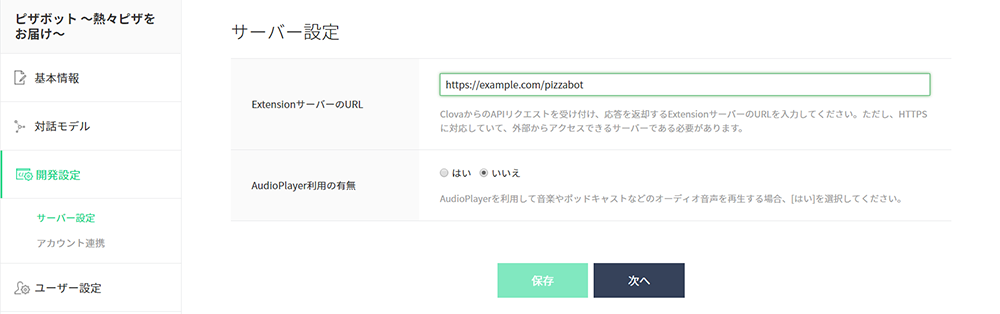 ピザボット 〜熱々ピザを
お届け〜
基本情報
対話モデル
開発設定
サーバー設定
アカウント連携
ユーザー設定
サーバー設定
ExtensionサーバーのURL
https://example.com/pizzabot
ClovaからのAPIリクエストを受け付け、応答を返却するExtensionサーバーのURLを入力してください。ただし、HTTPS
に対応していて、外部からアクセスできるサーバーである必要があります。
AudioPlayer利用の有無
はい いいえ
AudioPlayerを利用して音楽やポッドキャストなどのオーディオ音声を再生する場合、[はい]を選択してください。
保存 次へ